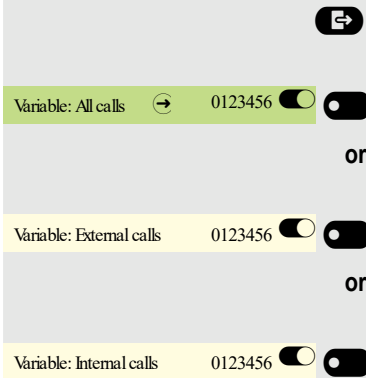 Variable: All calls 0123456
or
Variable: External calls 0123456
or
Variable: Internal calls 0123456